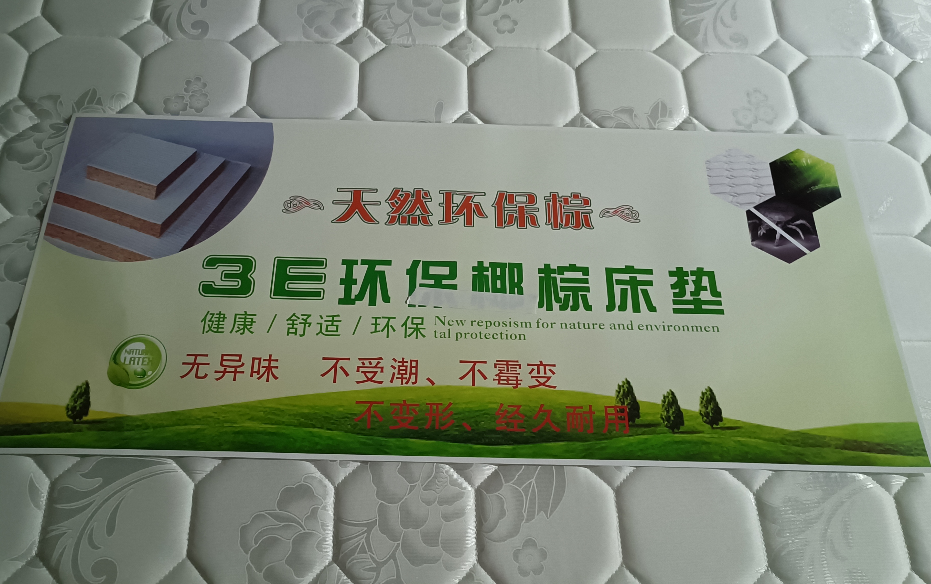 天然环保棕
3E环保椰棕床垫
健康/舒适/环保
New reposism for nature and environmen
tal protection
NATURAL
LATEX
无异味 不受潮、不霉变
不变形、经久耐用